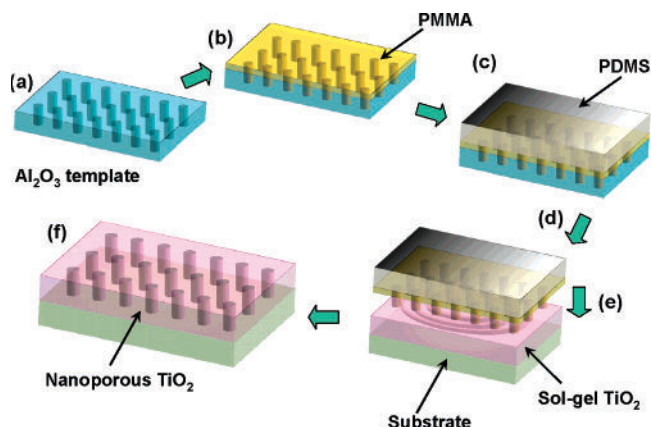 (a)
Al₂O₃ template
(b)
PMMA
(c)
PDMS
(d)
(e)
Sol-gel TiO₂
Substrate
(f)
Nanoporous TiO₂